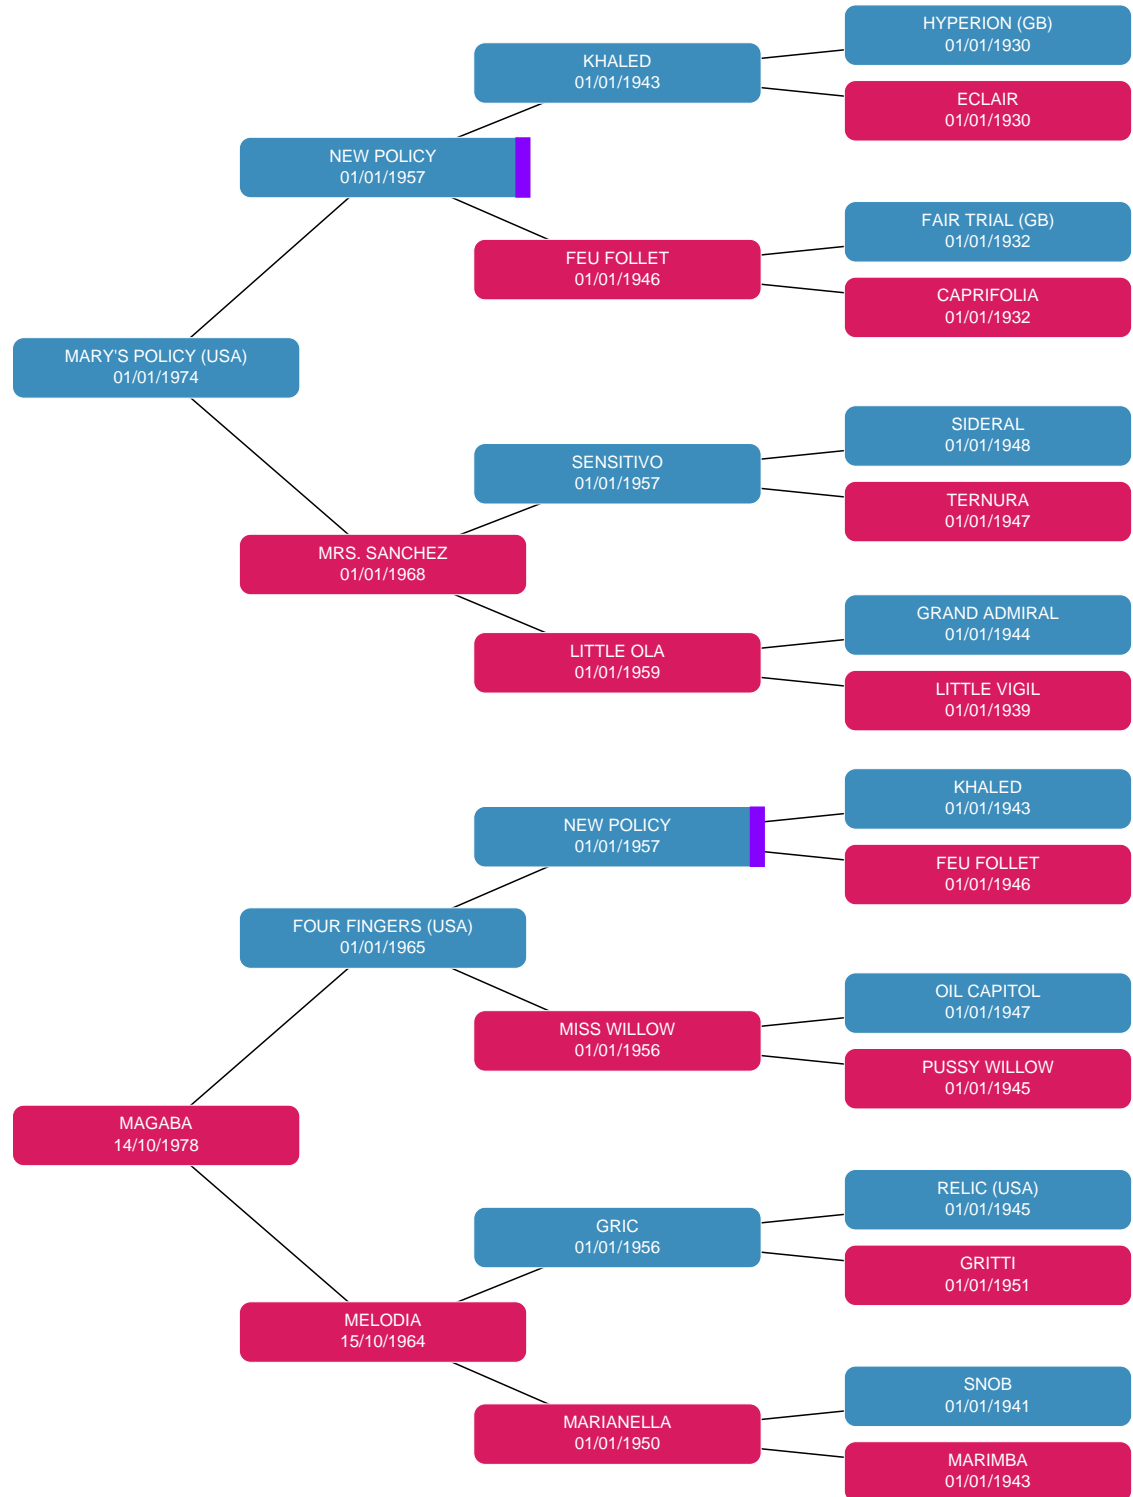 HYPERION (GB)
01/01/1930
KHALED
01/01/1943
ECLAIR
01/01/1930
NEW POLICY
01/01/1957
FAIR TRIAL (GB)
01/01/1932
FEU FOLLET
01/01/1946
CAPRIFOLIA
01/01/1932
MARY'S POLICY (USA)
01/01/1974
SIDERAL
01/01/1948
SENSITIVO
01/01/1957
TERNURA
01/01/1947
MRS. SANCHEZ
01/01/1968
GRAND ADMIRAL
01/01/1944
LITTLE OLA
01/01/1959
LITTLE VIGIL
01/01/1939
KHALED
01/01/1943
NEW POLICY
01/01/1957
FEU FOLLET
01/01/1946
FOUR FINGERS (USA)
01/01/1965
OIL CAPITOL
01/01/1947
MISS WILLOW
01/01/1956
PUSSY WILLOW
01/01/1945
MAGABA
14/10/1978
RELIC (USA)
01/01/1945
GRIC
01/01/1956
GRITTI
01/01/1951
MELODIA
15/10/1964
SNOB
01/01/1941
MARIANELLA
01/01/1950
MARIMBA
01/01/1943